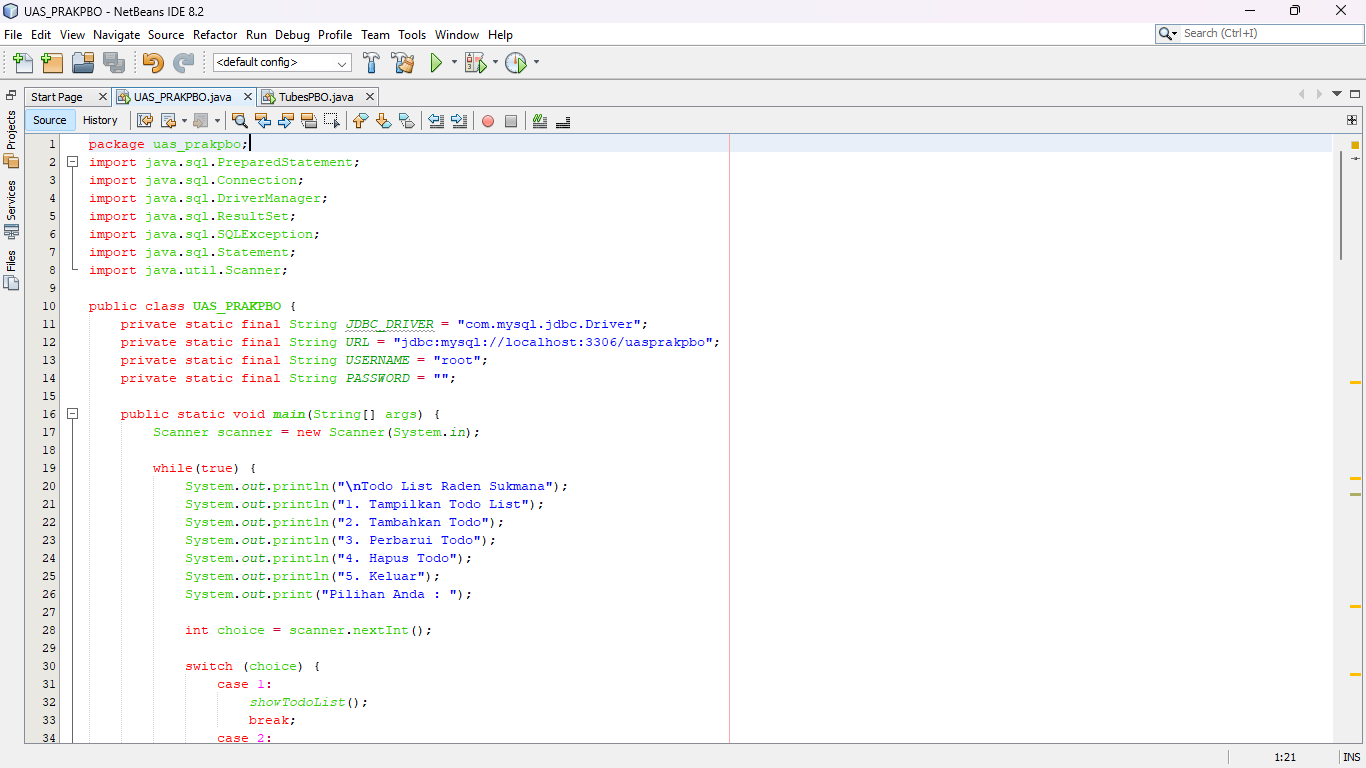 UAS_PRAKPBO - NetBeans IDE 8.2
File Edit View Navigate Source Refactor Run Debug Profile Team Tools Window Help
Search (Ctrl+I)
<default config>
Start Page UAS_PRAKPBO.java TubesPBO.java
Source History
Projects
Services
Files
1 package uas_prakpbo;
2 import java.sql.PreparedStatement;
3 import java.sql.Connection;
4 import java.sql.DriverManager;
5 import java.sql.ResultSet;
6 import java.sql.SQLException;
7 import java.sql.Statement;
8 import java.util.Scanner;
9
10 public class UAS_PRAKPBO {
11 private static final String JDBC_DRIVER = "com.mysql.jdbc.Driver";
12 private static final String URL = "jdbc:mysql://localhost:3306/uasprakpbo";
13 private static final String USERNAME = "root";
14 private static final String PASSWORD = "";
15
16 public static void main(String[] args) {
17 Scanner scanner = new Scanner(System.in);
18
19 while(true) {
20 System.out.println("\nTodo List Raden Sukmana");
21 System.out.println("1. Tampilkan Todo List");
22 System.out.println("2. Tambahkan Todo");
23 System.out.println("3. Perbarui Todo");
24 System.out.println("4. Hapus Todo");
25 System.out.println("5. Keluar");
26 System.out.print("Pilihan Anda : ");
27
28 int choice = scanner.nextInt();
29
30 switch (choice) {
31 case 1:
32 showTodoList();
33 break;
34 case 2:
1:21 INS